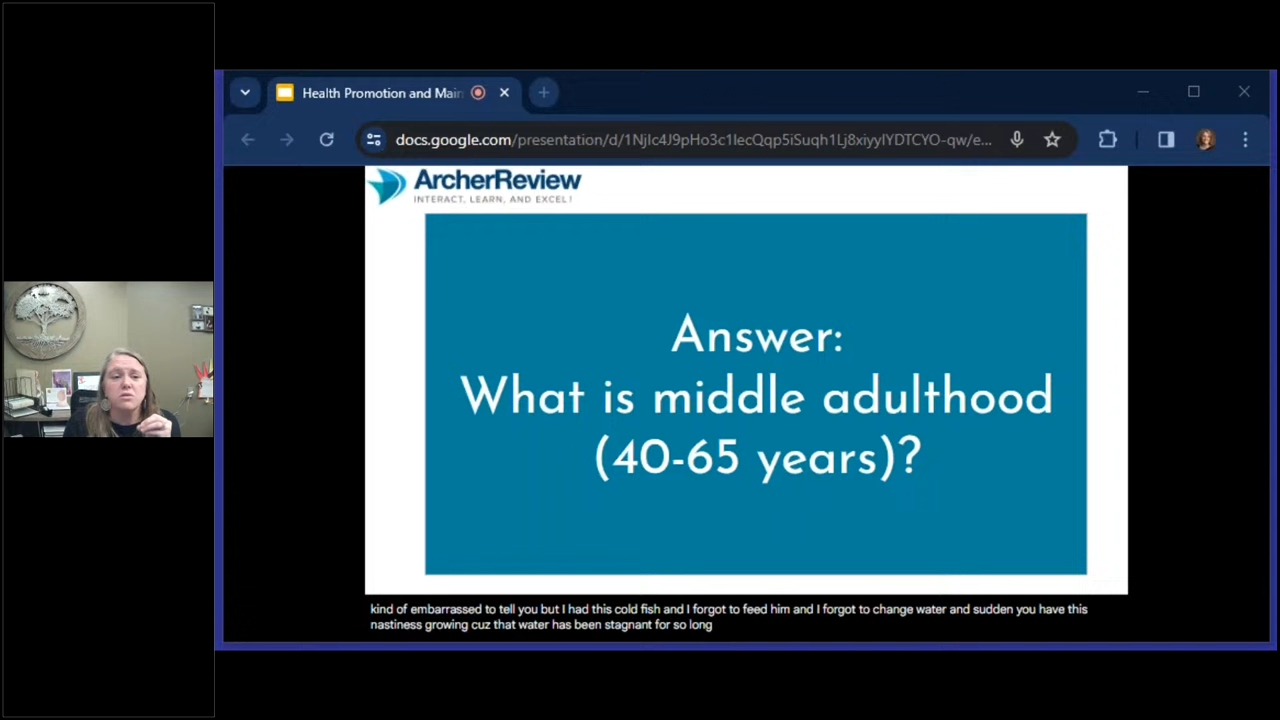 Health Promotion and Main
docs.google.com/presentation/d/1NjIc4J9pHo3c1lecQqp5iSuqh1Lj8xiyyIYDTCYO-qw/e...
ArcherReview
INTERACT, LEARN, AND EXCEL!
Answer:
What is middle adulthood
(40-65 years)?
kind of embarrassed to tell you but I had this cold fish and I forgot to feed him and I forgot to change water and sudden you have this
nastiness growing cuz that water has been stagnant for so long